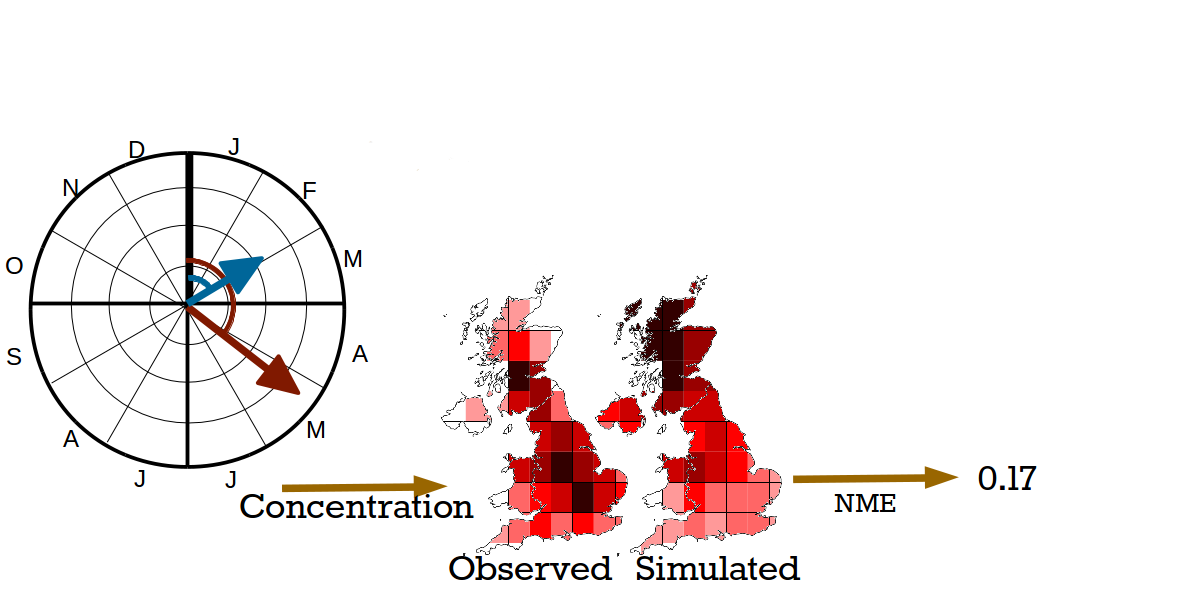 D J
N F
O M
S A
A M
J J
Concentration
'Observed' Simulated
NME
0.17